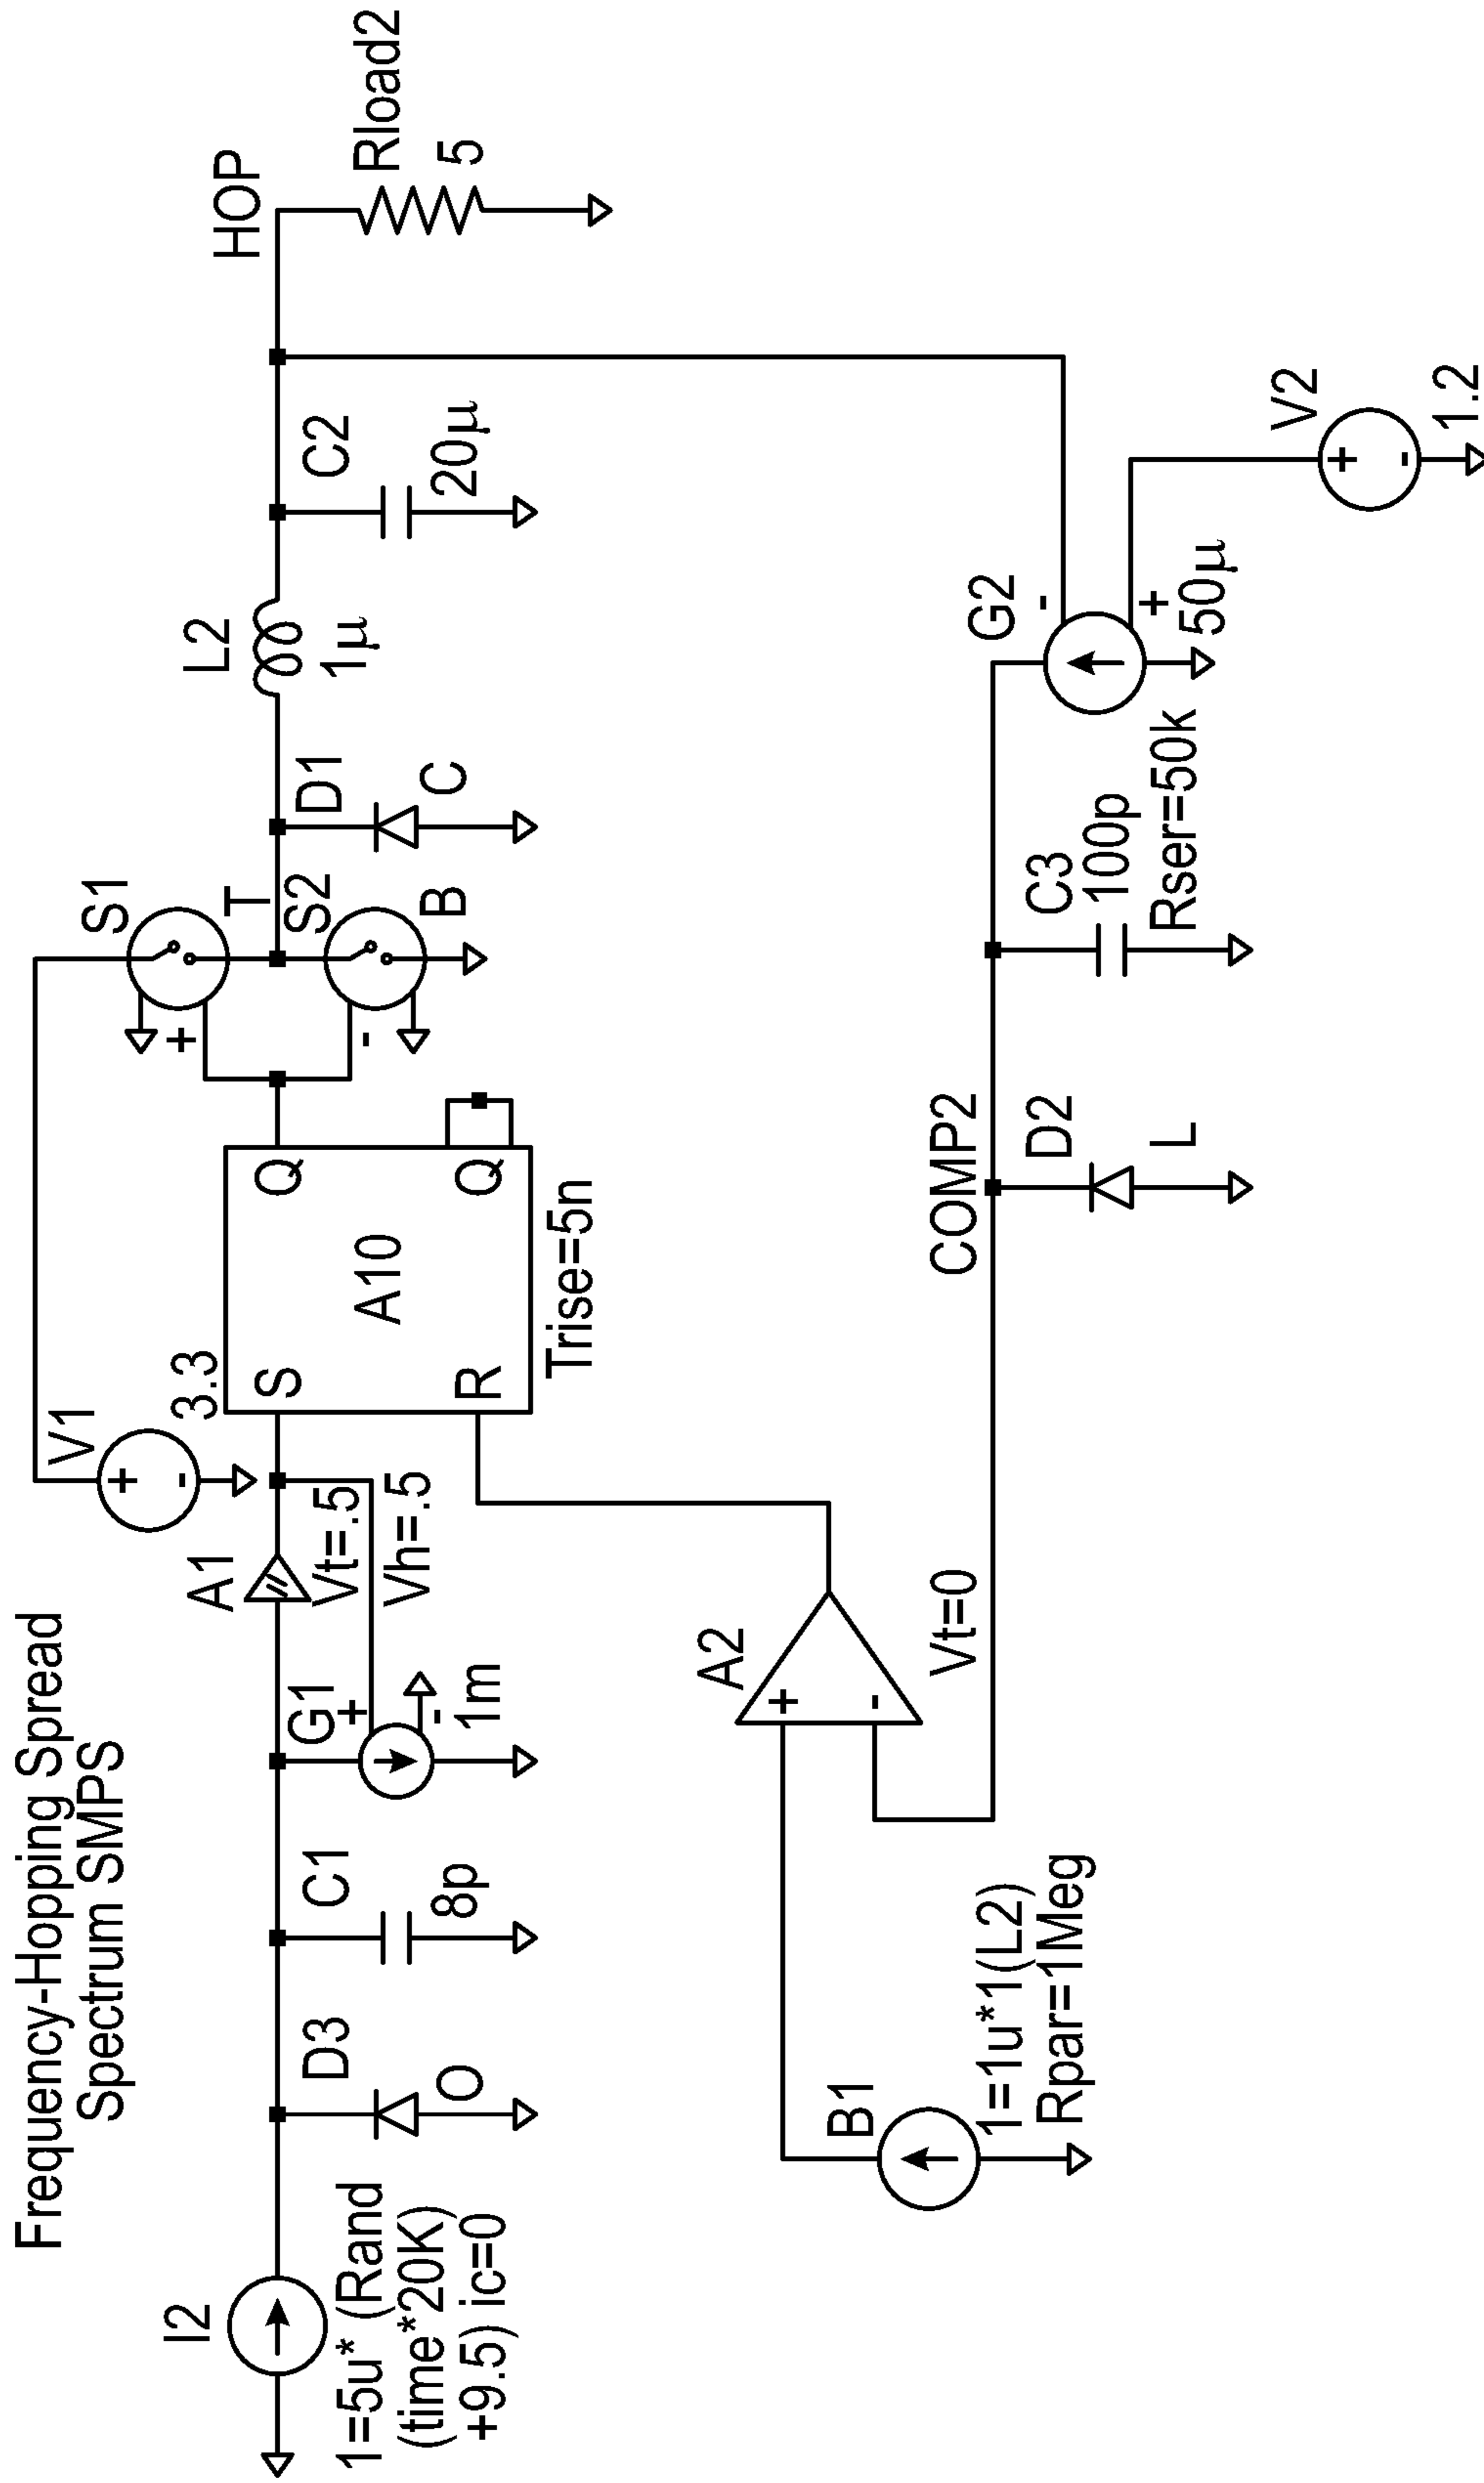 Frequency-Hopping Spread
Spectrum SMPS
I2
1=5u* (Rand
(time*20K)
+9.5) ic=0
D3
O
C1
8p
G1
+
-
1m
A1
Vt=.5
Vh=.5
V1
+
-
3.3
S
R
Q
Q
A10
Trise=5n
S1
+
T
S2
-
B
D1
C
L2
1µ
C2
20µ
HOP
Rload2
5
B1
1=1u*1(L2)
Rpar=1Meg
A2
+
-
Vt=0
COMP2
D2
L
C3
100p
Rser=50k
G2
-
+
50µ
V2
+
-
1.2